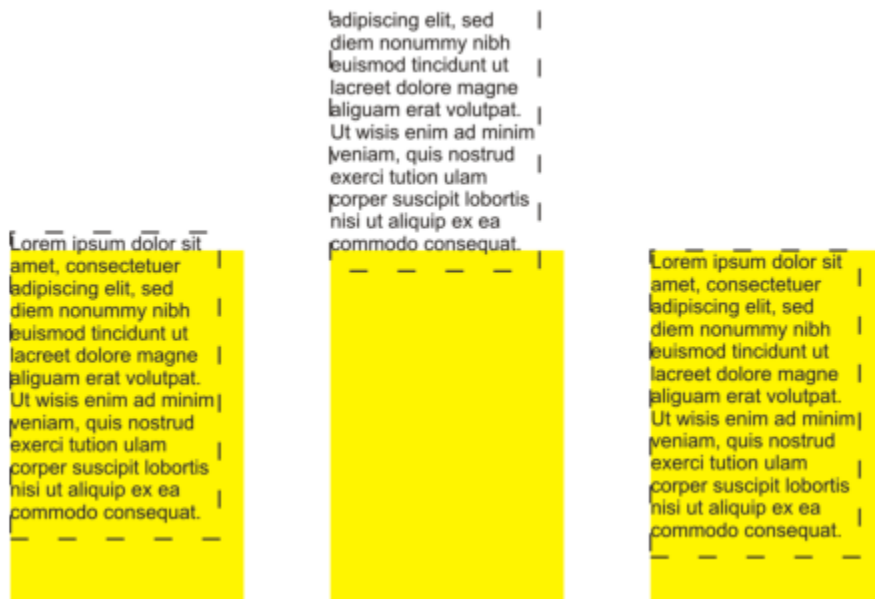 Lorem ipsum dolor sit
amet, consectetuer
adipiscing elit, sed
diem nonummy nibh
euismod tincidunt ut
lacreet dolore magne
aliguam erat volutpat.
Ut wisis enim ad minim
veniam, quis nostrud
exerci tution ulam
corper suscipit lobortis
nisi ut aliquip ex ea
commodo consequat.
adipiscing elit, sed
diem nonummy nibh
euismod tincidunt ut
lacreet dolore magne
aliguam erat volutpat.
Ut wisis enim ad minim
veniam, quis nostrud
exerci tution ulam
corper suscipit lobortis
nisi ut aliquip ex ea
commodo consequat.
Lorem ipsum dolor sit
amet, consectetuer
adipiscing elit, sed
diem nonummy nibh
euismod tincidunt ut
lacreet dolore magne
aliguam erat volutpat.
Ut wisis enim ad minim
veniam, quis nostrud
exerci tution ulam
corper suscipit lobortis
nisi ut aliquip ex ea
commodo consequat.